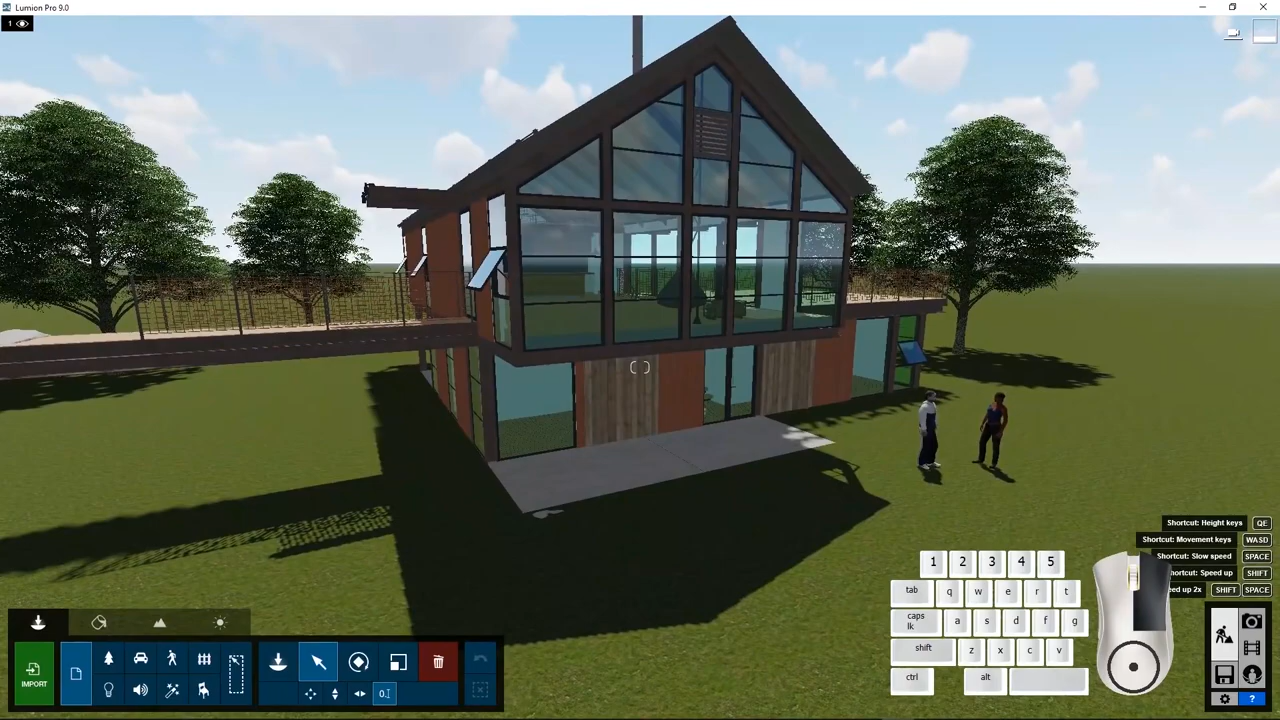 Lumion Pro 9.0
1
Shortcut: Height keys QE
Shortcut: Movement keys WASD
Shortcut: Slow speed SPACE
hortcut: Speed up SHIFT
eed up 2x SHIFT SPACE
1 2 3 4 5
tab q w e r t
caps lk a s d f g
shift z x c v
ctrl alt
IMPORT
?